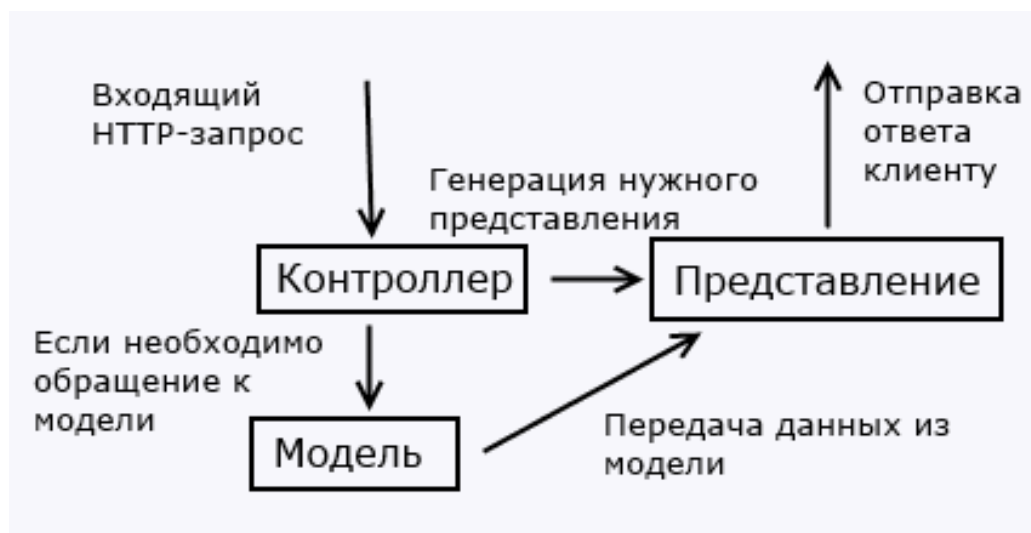 Входящий
HTTP-запрос
Отправка
ответа
клиенту
Генерация нужного
представления
Контроллер
Представление
Если необходимо
обращение к
модели
Модель
Передача данных из
модели